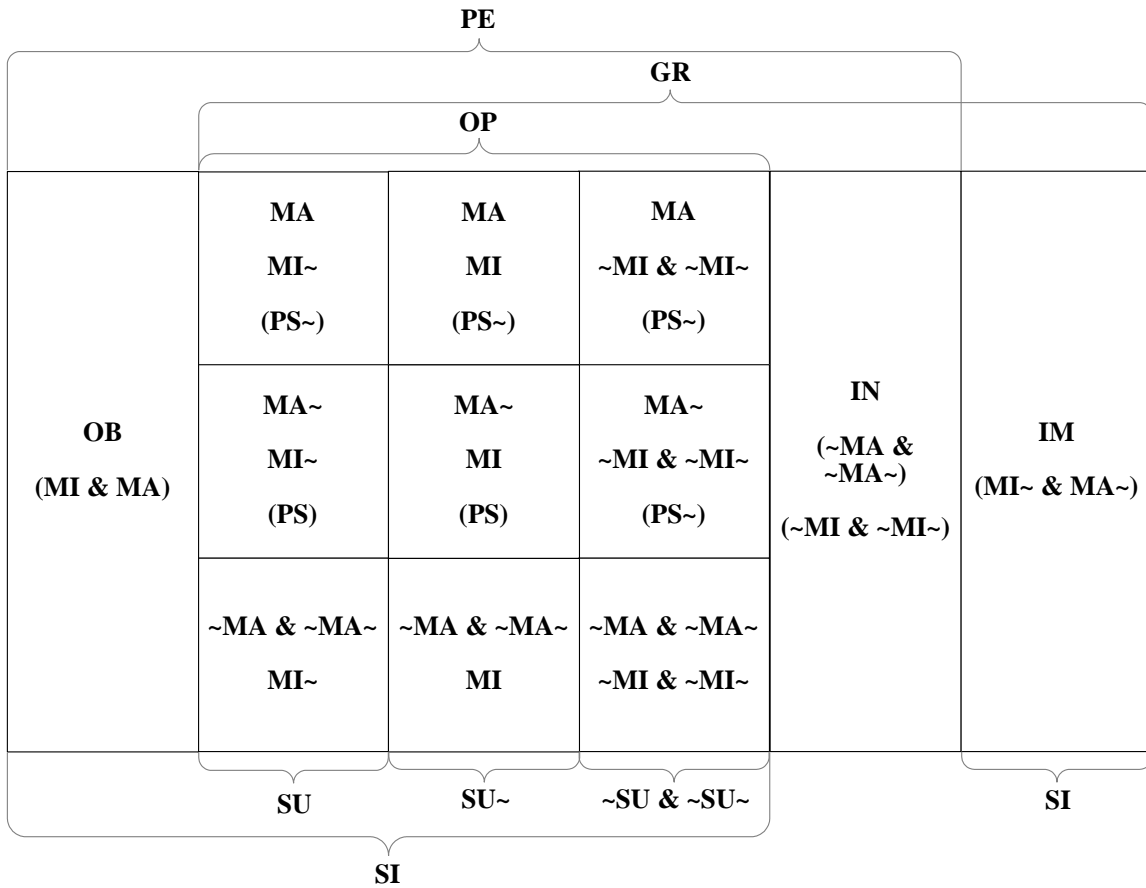 PE
GR
OP
OB
(MI & MA)
MA
MI~
(PS~)
MA
MI
(PS~)
MA
~MI & ~MI~
(PS~)
MA~
MI~
(PS)
MA~
MI
(PS)
MA~
~MI & ~MI~
(PS~)
~MA & ~MA~
MI~
~MA & ~MA~
MI
~MA & ~MA~
~MI & ~MI~
IN
(~MA &
~MA~)
(~MI & ~MI~)
IM
(MI~ & MA~)
SU
SU~
~SU & ~SU~
SI
SI